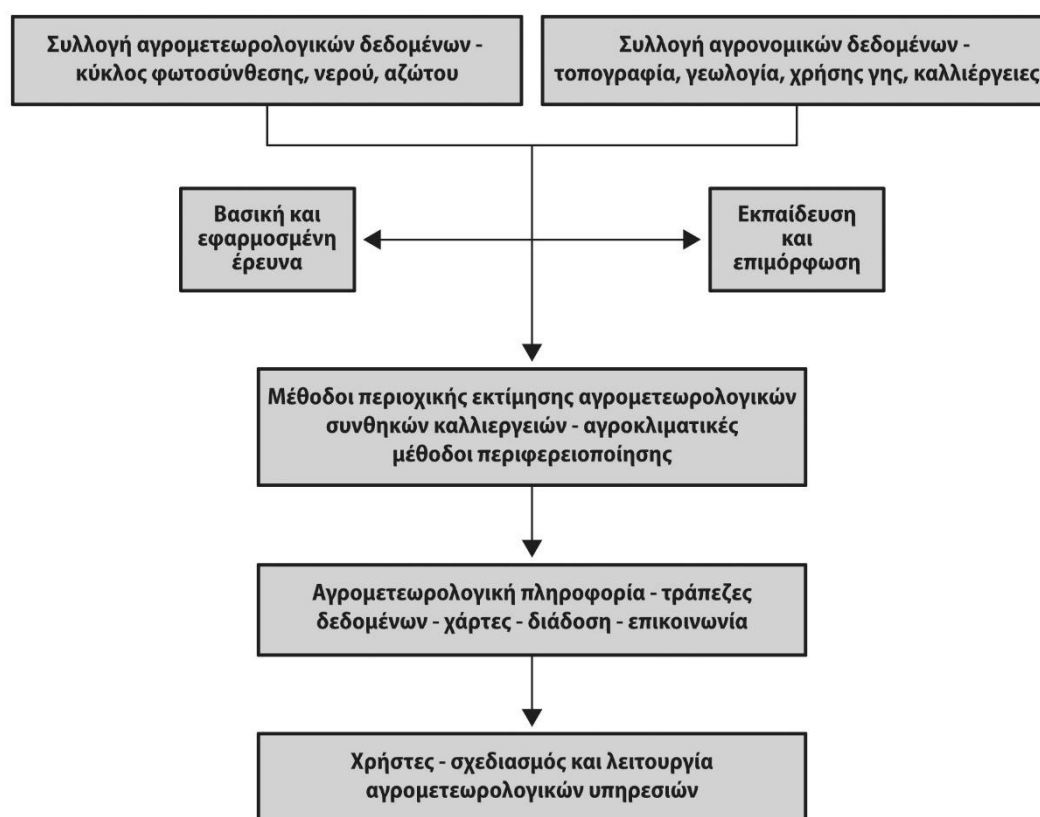 Συλλογή αγρομετεωρολογικών δεδομένων -
κύκλος φωτοσύνθεσης, νερού, αζώτου
Συλλογή αγρονομικών δεδομένων -
τοπογραφία, γεωλογία, χρήσης γης, καλλιέργειες
Βασική και
εφαρμοσμένη
έρευνα
Εκπαίδευση
και
επιμόρφωση
Μέθοδοι περιοχικής εκτίμησης αγρομετεωρολογικών
συνθηκών καλλιεργειών - αγροκλιματικές
μέθοδοι περιφερειοποίησης
Αγρομετεωρολογική πληροφορία - τράπεζες
δεδομένων - χάρτες - διάδοση - επικοινωνία
Χρήστες - σχεδιασμός και λειτουργία
αγρομετεωρολογικών υπηρεσιών